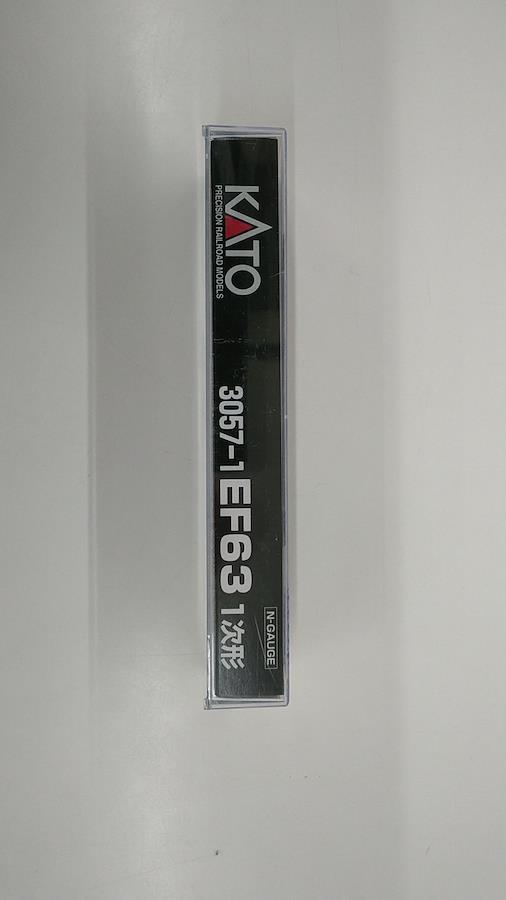 KATO
PRECISION RAILROAD MODELS
3057-1 EF63 1次形
N-GAUGE